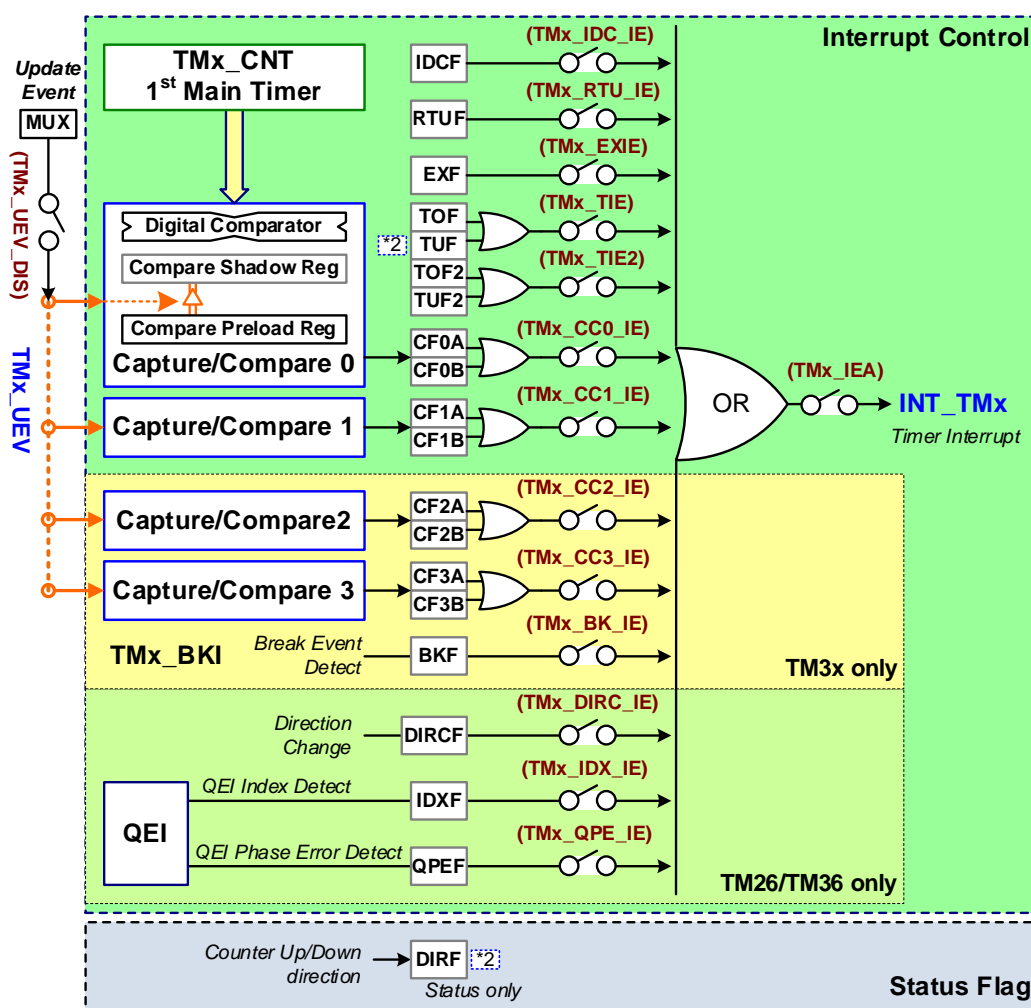 Interrupt Control
Update
Event
MUX
(TMx_UEV_DIS)
TMx_UEV
TMx_CNT
1st Main Timer
Digital Comparator
Compare Shadow Reg
Compare Preload Reg
Capture/Compare 0
Capture/Compare 1
IDCF
(TMx_IDC_IE)
RTUF
(TMx_RTU_IE)
EXF
(TMx_EXIE)
*2
TOF
TUF
(TMx_TIE)
TOF2
TUF2
(TMx_TIE2)
CF0A
CF0B
(TMx_CC0_IE)
CF1A
CF1B
(TMx_CC1_IE)
OR
(TMx_IEA)
INT_TMx
Timer Interrupt
Capture/Compare2
CF2A
CF2B
(TMx_CC2_IE)
Capture/Compare 3
CF3A
CF3B
(TMx_CC3_IE)
TMx_BKI
Break Event
Detect
BKF
(TMx_BK_IE)
TM3x only
Direction
Change
DIRCF
(TMx_DIRC_IE)
QEI
QEI Index Detect
IDXF
(TMx_IDX_IE)
QEI Phase Error Detect
QPEF
(TMx_QPE_IE)
TM26/TM36 only
Counter Up/Down
direction
DIRF
*2
Status only
Status Flag